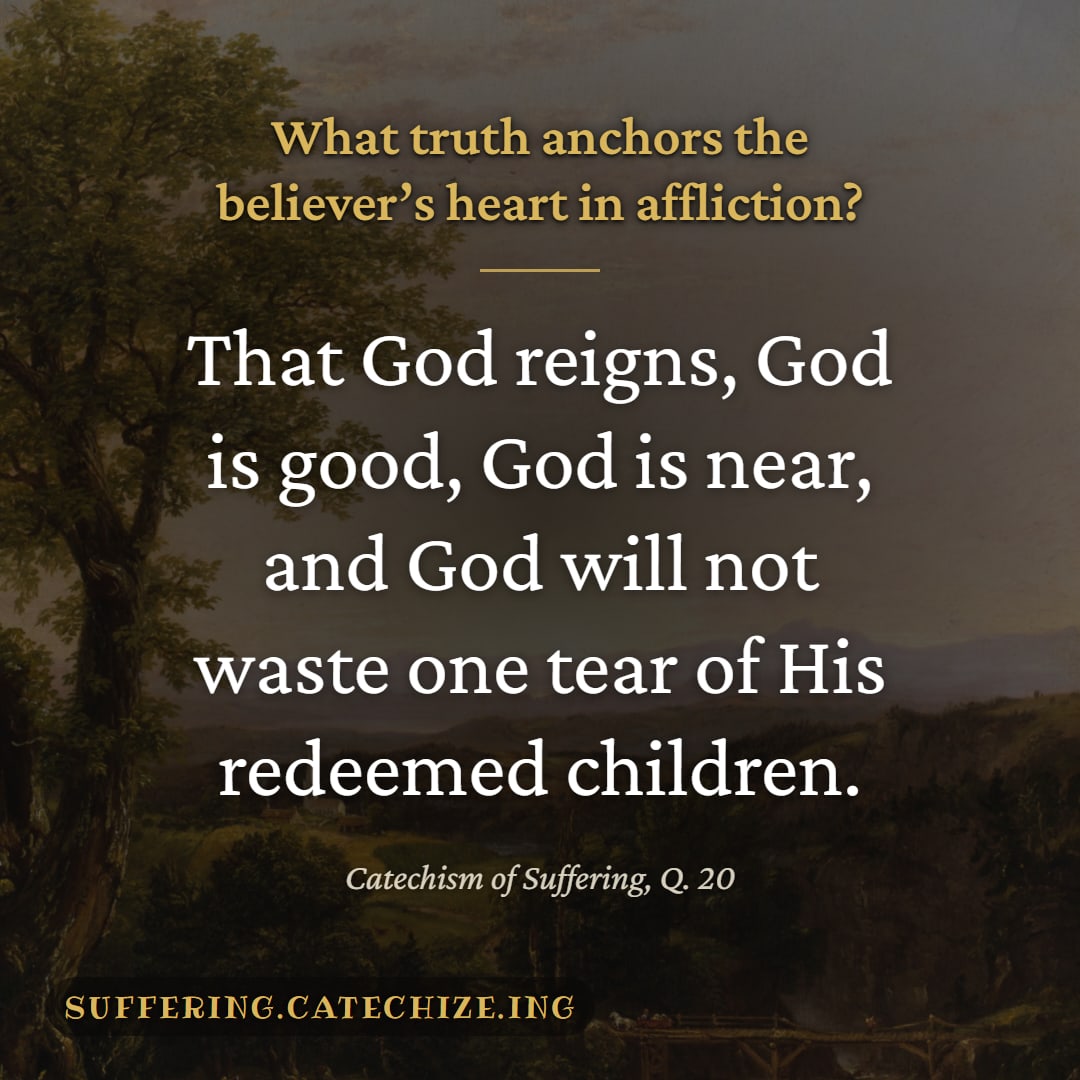 What truth anchors the
believer’s heart in affliction?
That God reigns, God
is good, God is near,
and God will not
waste one tear of His
redeemed children.
Catechism of Suffering, Q. 20
SUFFERING.CATECHIZE.ING